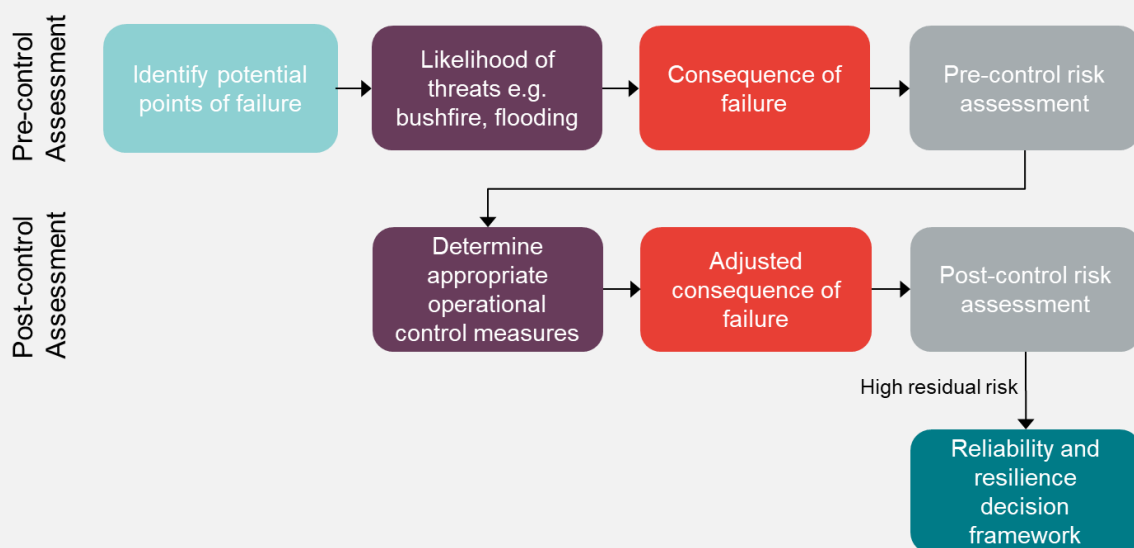 Pre-control
Assessment
Identify potential
points of failure
Likelihood of
threats e.g.
bushfire, flooding
Consequence of
failure
Pre-control risk
assessment
Post-control
Assessment
Determine
appropriate
operational
control measures
Adjusted
consequence of
failure
Post-control risk
assessment
High residual risk
Reliability and
resilience
decision
framework